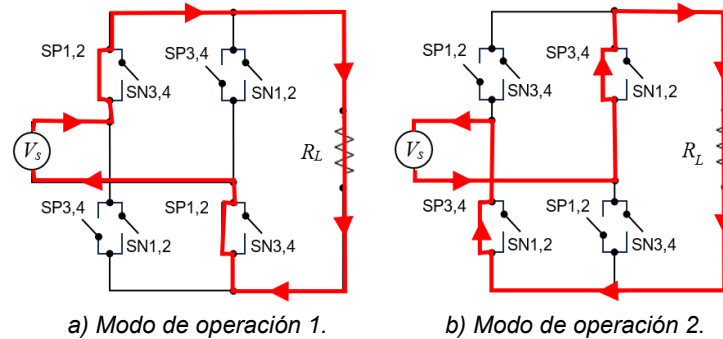 SP1,2
SN3,4
SP3,4
SN1,2
Vs
RL
SP3,4
SN1,2
SP1,2
SN3,4
a) Modo de operación 1.
SP1,2
SN3,4
SP3,4
SN1,2
Vs
RL
SP3,4
SN1,2
SP1,2
SN3,4
b) Modo de operación 2.